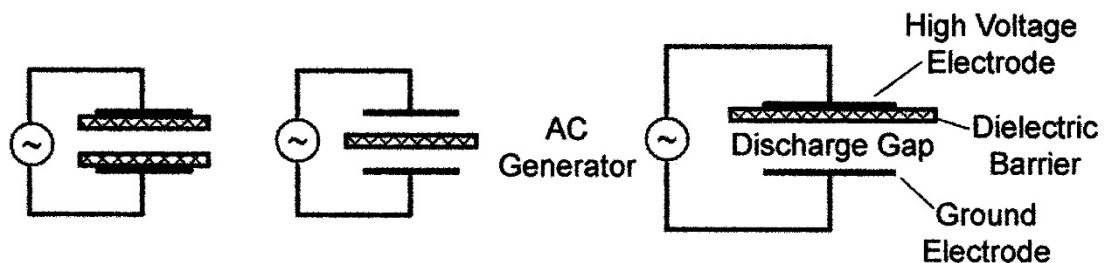 High Voltage
Electrode
AC
Generator
Discharge Gap
Dielectric
Barrier
Ground
Electrode